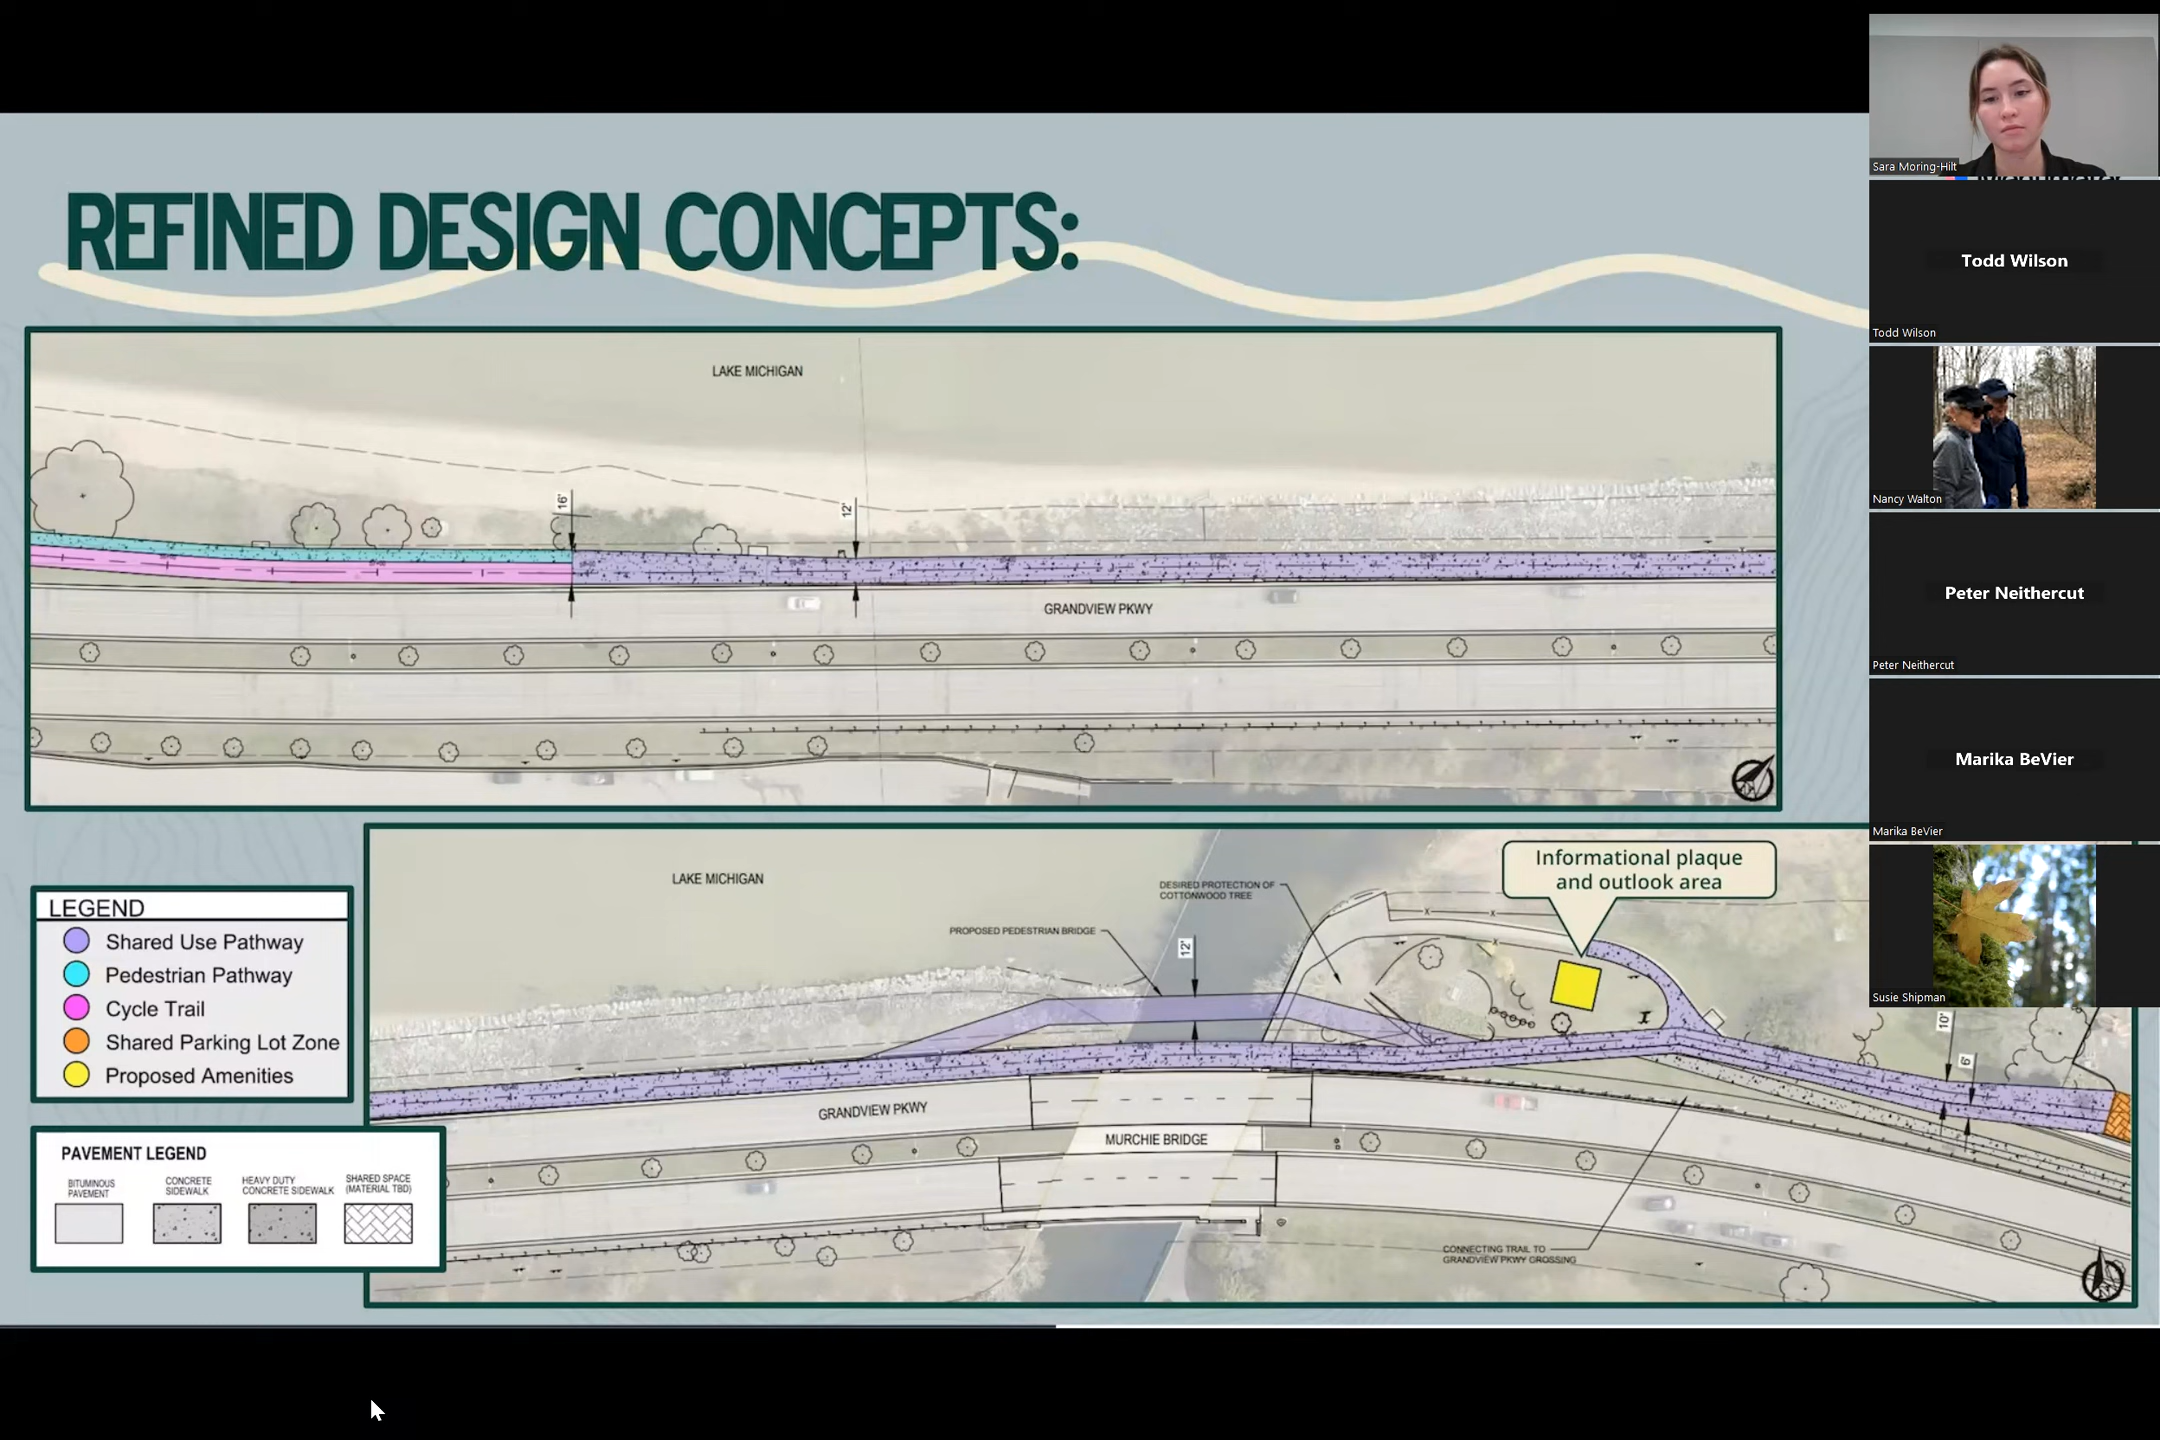 REFINED DESIGN CONCEPTS:
LAKE MICHIGAN
16'
12'
GRANDVIEW PKWY
LEGEND
Shared Use Pathway
Pedestrian Pathway
Cycle Trail
Shared Parking Lot Zone
Proposed Amenities
PAVEMENT LEGEND
BITUMINOUS
PAVEMENT
CONCRETE
SIDEWALK
HEAVY DUTY
CONCRETE SIDEWALK
SHARED SPACE
(MATERIAL TBD)
LAKE MICHIGAN
PROPOSED PEDESTRIAN BRIDGE
12'
DESIRED PROTECTION OF
COTTONWOOD TREE
Informational plaque
and outlook area
10'
6'
GRANDVIEW PKWY
MURCHIE BRIDGE
CONNECTING TRAIL TO
GRANDVIEW PKWY CROSSING
Sara Moring-Hilt
Todd Wilson
Todd Wilson
Nancy Walton
Peter Neithercut
Peter Neithercut
Marika BeVier
Marika BeVier
Susie Shipman